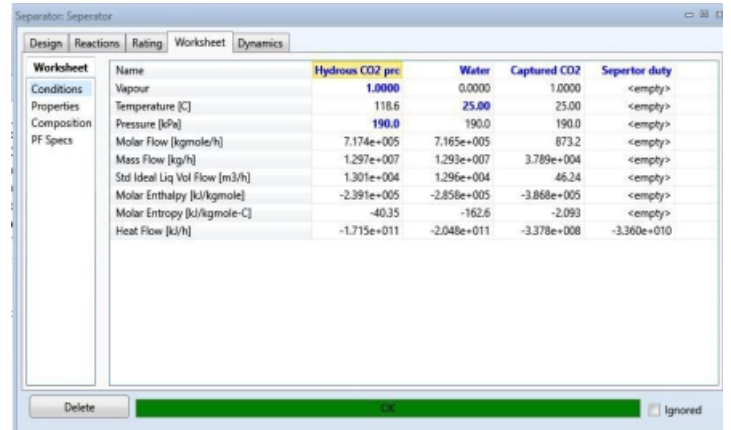 Separator: Seperator
Design Reactions Rating Worksheet Dynamics
Worksheet
Conditions
Properties
Composition
PF Specs
Name Hydrous CO2 prc Water Captured CO2 Sepertor duty
Vapour 1.0000 0.0000 1.0000 <empty>
Temperature [C] 118.6 25.00 25.00 <empty>
Pressure [kPa] 190.0 190.0 190.0 <empty>
Molar Flow [kgmole/h] 7.174e+005 7.165e+005 873.2 <empty>
Mass Flow [kg/h] 1.297e+007 1.293e+007 3.789e+004 <empty>
Std Ideal Liq Vol Flow [m3/h] 1.301e+004 1.296e+004 46.24 <empty>
Molar Enthalpy [kJ/kgmole] -2.391e+005 -2.858e+005 -3.868e+005 <empty>
Molar Entropy [kJ/kgmole-C] -40.35 -162.6 -2.093 <empty>
Heat Flow [kJ/h] -1.715e+011 -2.048e+011 -3.378e+008 -3.360e+010
Delete OK Ignored